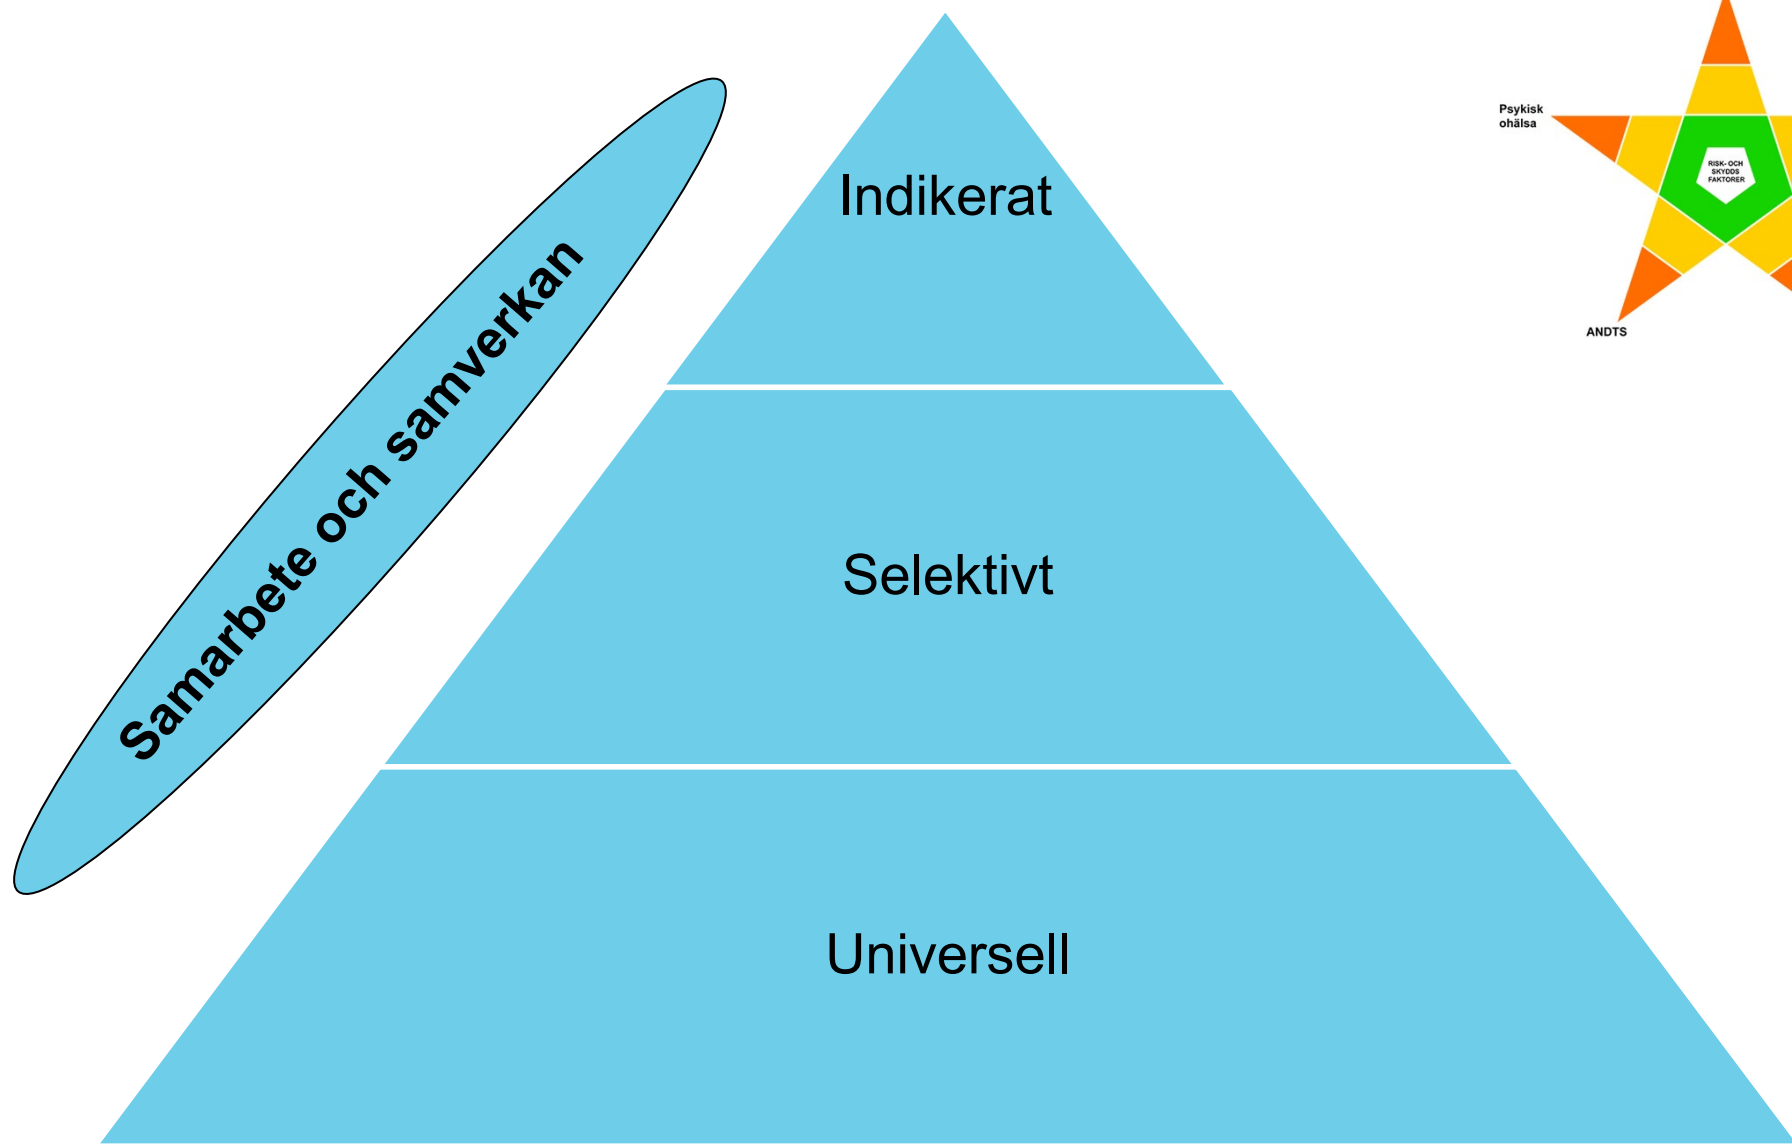 Samarbete och samverkan
Indikerat
Selektivt
Universell
Psykisk
ohälsa
RISK- OCH
SKYDDS
FAKTORER
ANDTS